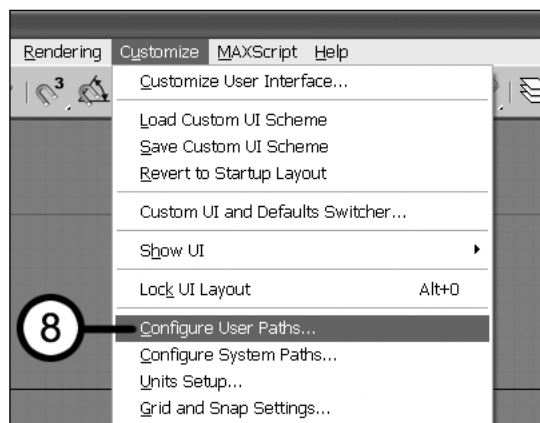 Rendering Customize MAXScript Help
3
Customize User Interface...
Load Custom UI Scheme
Save Custom UI Scheme
Revert to Startup Layout
Custom UI and Defaults Switcher...
Show UI
Lock UI Layout Alt+0
8
Configure User Paths...
Configure System Paths...
Units Setup...
Grid and Snap Settings...